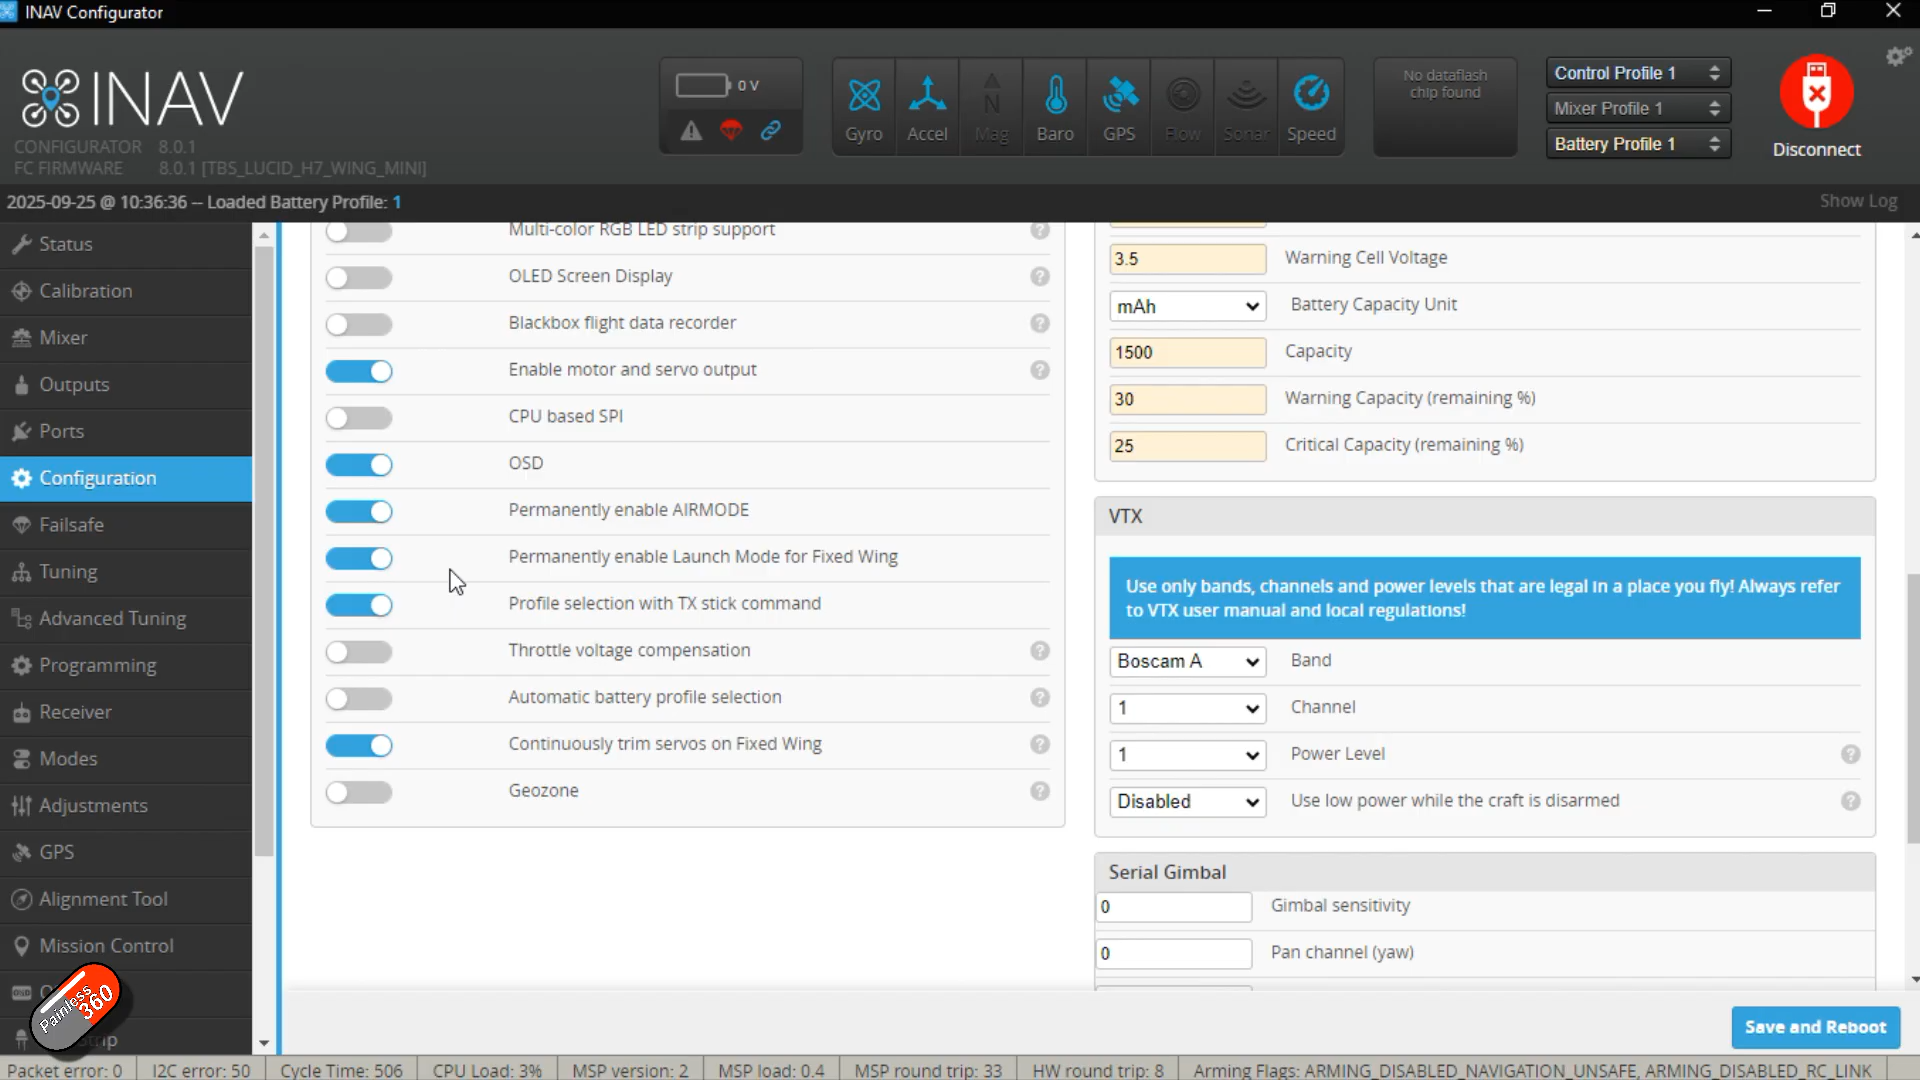 INAV Configurator
INAV
CONFIGURATOR 8.0.1
FC FIRMWARE 8.0.1 [TBS_LUCID_H7_WING_MINI]
0 V
Gyro
Accel
Mag
Baro
GPS
Flow
Sonar
Speed
No dataflash
chip found
Control Profile 1
Mixer Profile 1
Battery Profile 1
Disconnect
2025-09-25 @ 10:36:36 -- Loaded Battery Profile: 1
Show Log
Status
Calibration
Mixer
Outputs
Ports
Configuration
Failsafe
Tuning
Advanced Tuning
Programming
Receiver
Modes
Adjustments
GPS
Alignment Tool
Mission Control
Painless
360
Multi-color RGB LED strip support
OLED Screen Display
Blackbox flight data recorder
Enable motor and servo output
CPU based SPI
OSD
Permanently enable AIRMODE
Permanently enable Launch Mode for Fixed Wing
Profile selection with TX stick command
Throttle voltage compensation
Automatic battery profile selection
Continuously trim servos on Fixed Wing
Geozone
3.5 Warning Cell Voltage
mAh Battery Capacity Unit
1500 Capacity
30 Warning Capacity (remaining %)
25 Critical Capacity (remaining %)
VTX
Use only bands, channels and power levels that are legal in a place you fly! Always refer
to VTX user manual and local regulations!
Boscam A Band
1 Channel
1 Power Level
Disabled Use low power while the craft is disarmed
Serial Gimbal
0 Gimbal sensitivity
0 Pan channel (yaw)
Save and Reboot
Packet error: 0
I2C error: 50
Cycle Time: 506
CPU Load: 3%
MSP version: 2
MSP load: 0.4
MSP round trip: 33
HW round trip: 8
Arming Flags: ARMING_DISABLED_NAVIGATION_UNSAFE, ARMING_DISABLED_RC_LINK